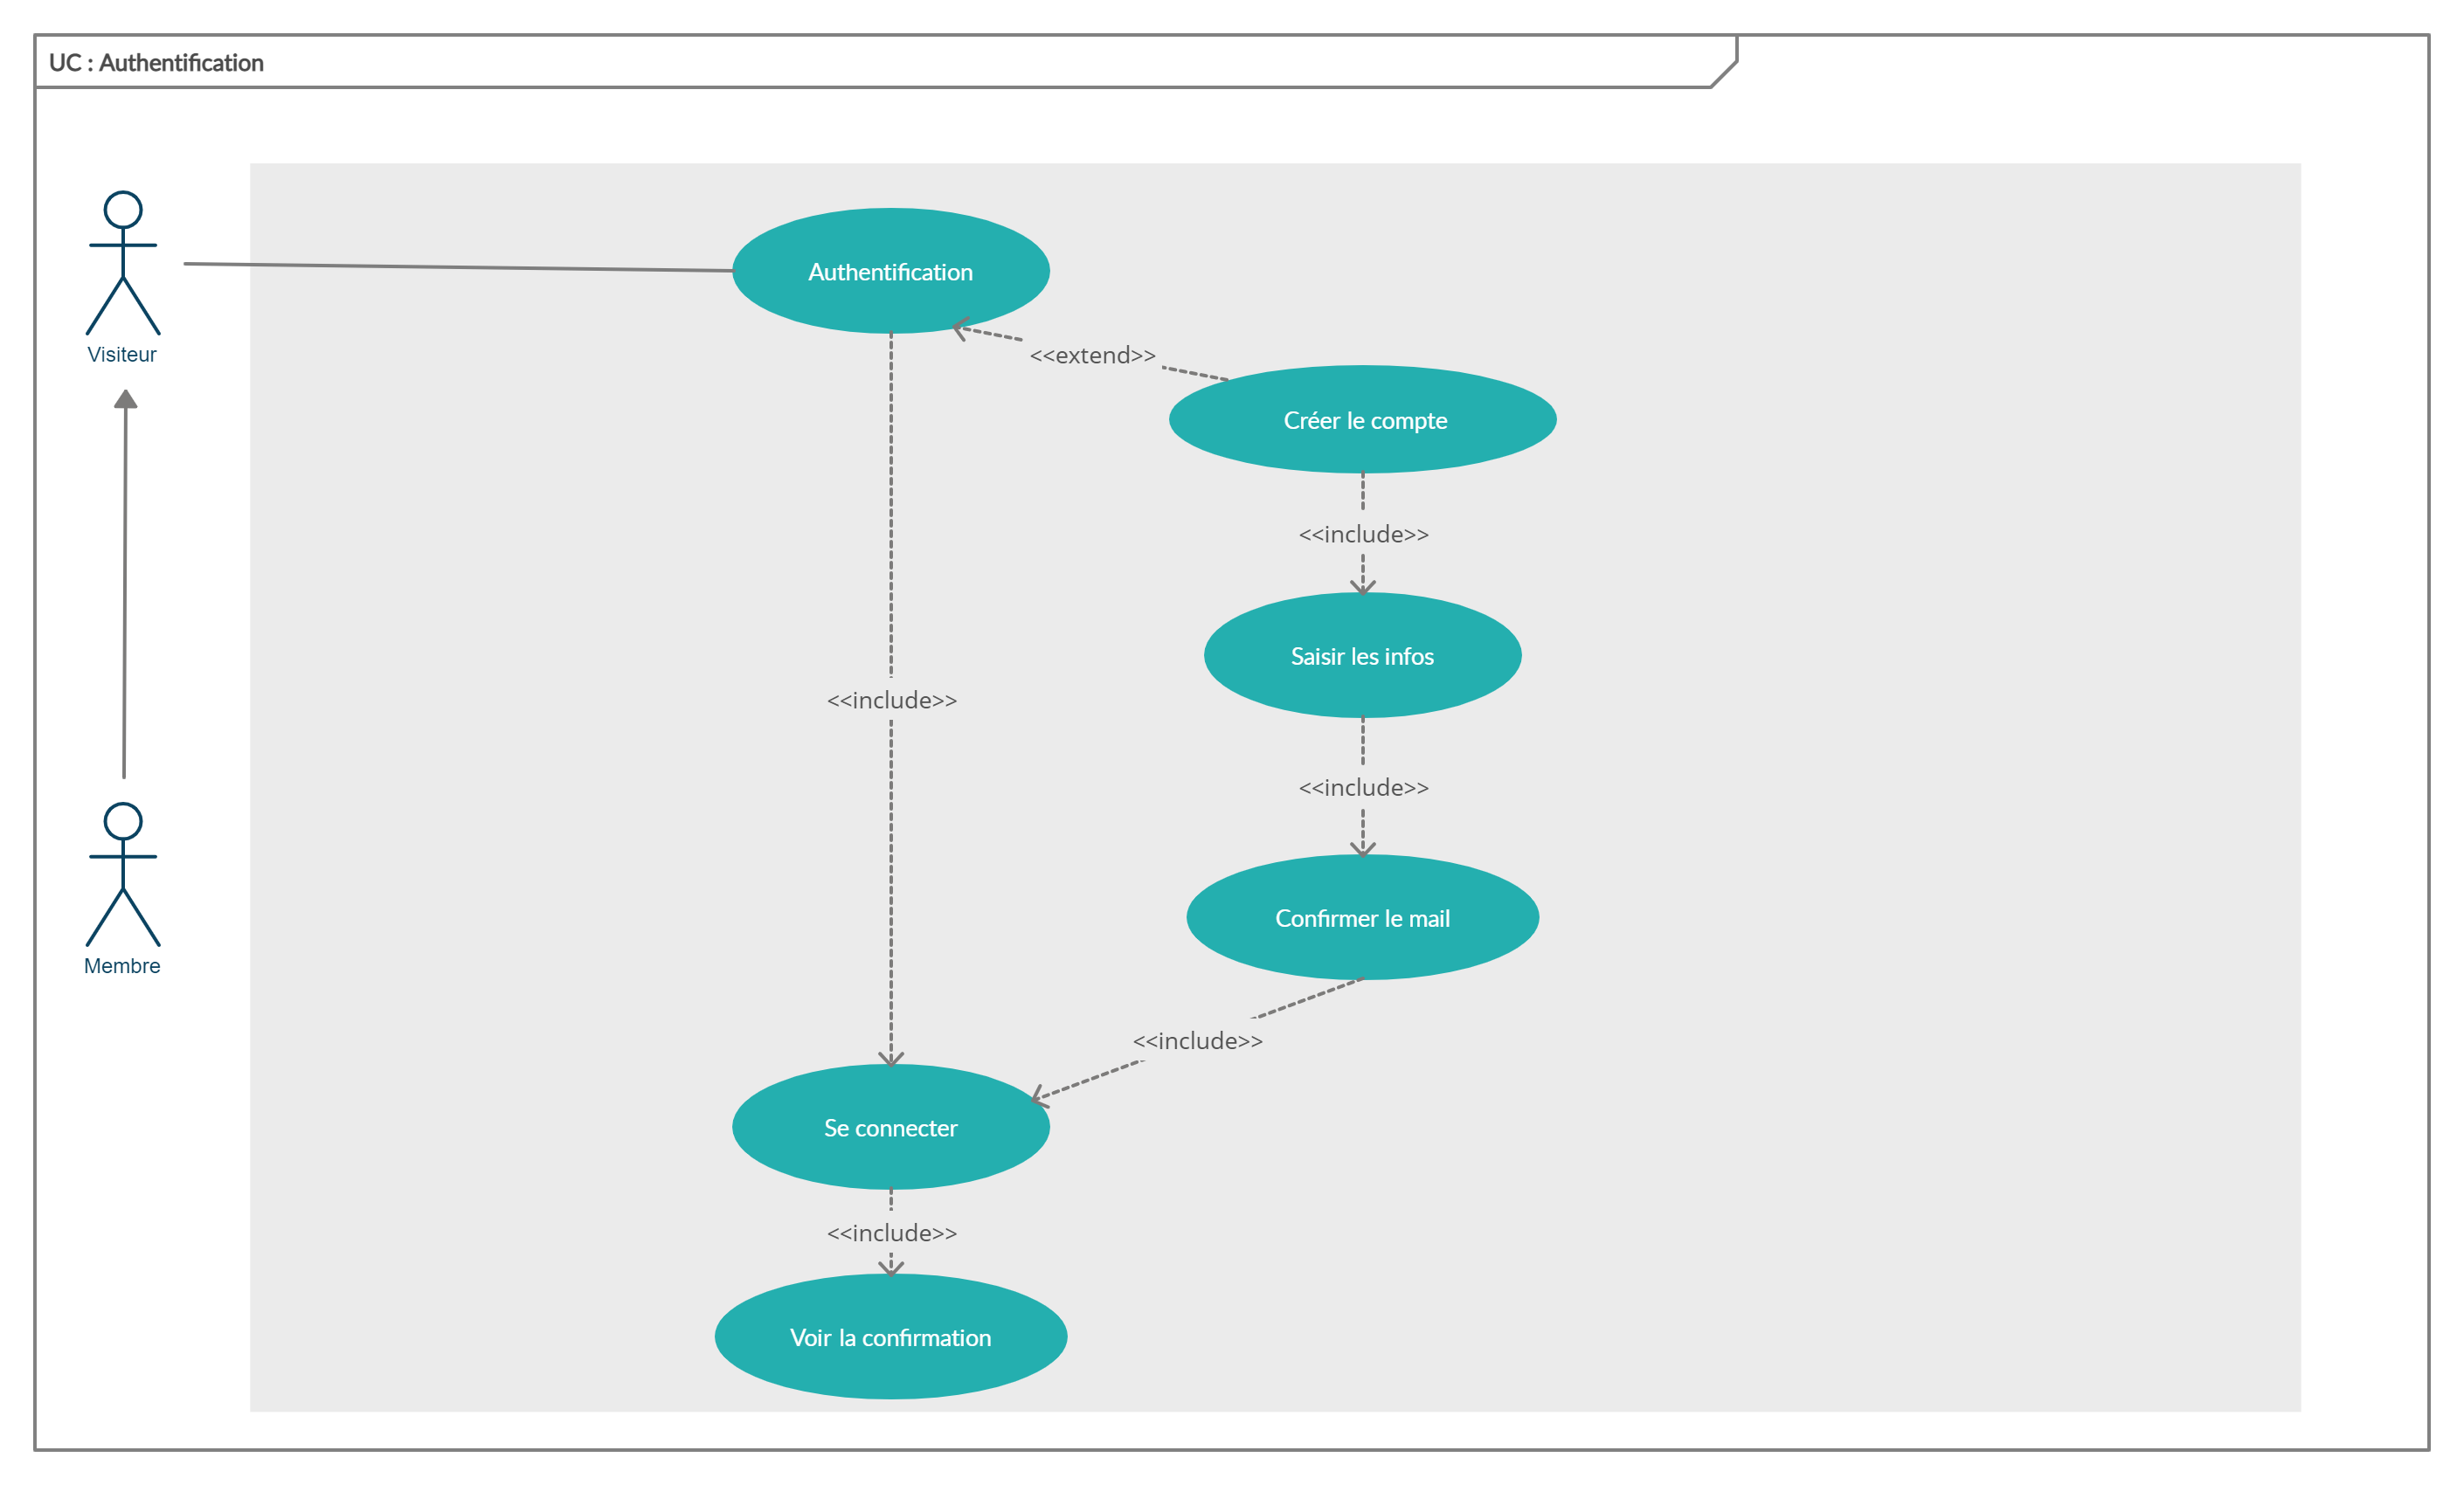 UC : Authentification
Visiteur
Authentification
<<extend>>
Créer le compte
<<include>>
Saisir les infos
<<include>>
<<include>>
Confirmer le mail
Membre
<<include>>
Se connecter
<<include>>
Voir la confirmation